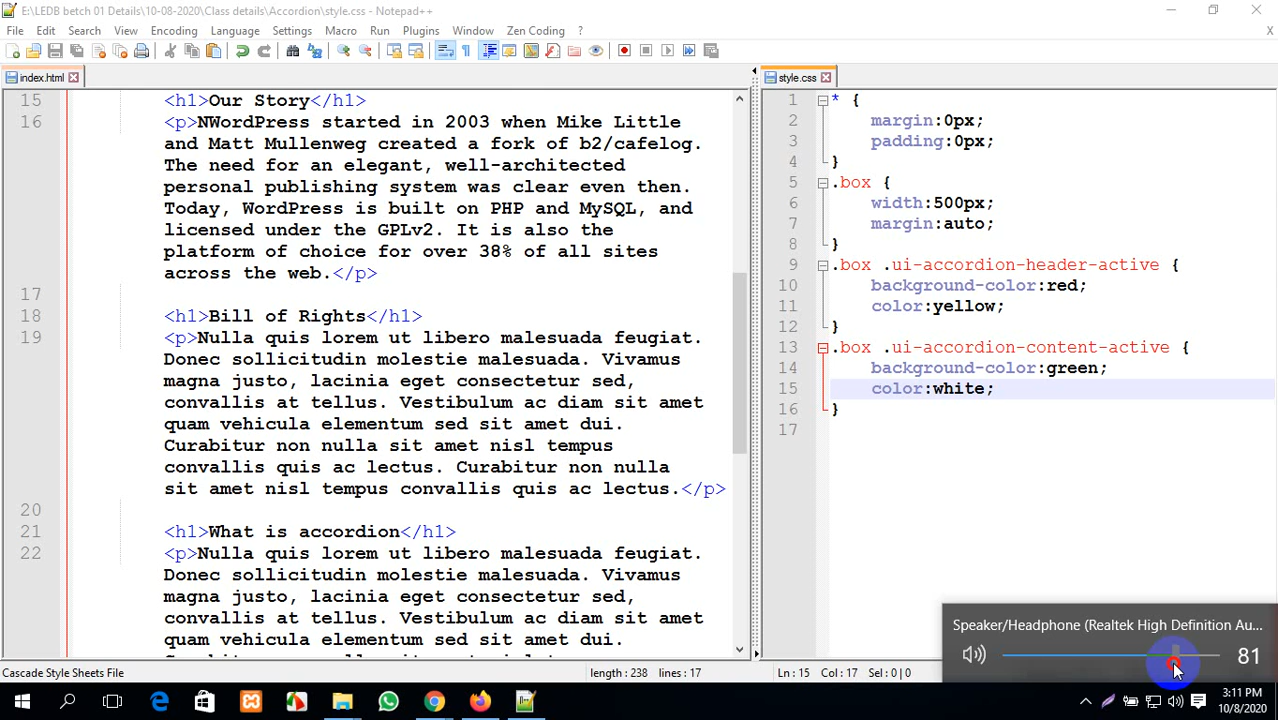 E:\LEDB betch 01 Details\10-08-2020\Class details\Accordion\style.css - Notepad++
File Edit Search View Encoding Language Settings Macro Run Plugins Window Zen Coding ? X
index.html
15 <h1>Our Story</h1>
16 <p>NWordPress started in 2003 when Mike Little
and Matt Mullenweg created a fork of b2/cafelog.
The need for an elegant, well-architected
personal publishing system was clear even then.
Today, WordPress is built on PHP and MySQL, and
licensed under the GPLv2. It is also the
platform of choice for over 38% of all sites
across the web.</p>
17
18 <h1>Bill of Rights</h1>
19 <p>Nulla quis lorem ut libero malesuada feugiat.
Donec sollicitudin molestie malesuada. Vivamus
magna justo, lacinia eget consectetur sed,
convallis at tellus. Vestibulum ac diam sit amet
quam vehicula elementum sed sit amet dui.
Curabitur non nulla sit amet nisl tempus
convallis quis ac lectus. Curabitur non nulla
sit amet nisl tempus convallis quis ac lectus.</p>
20
21 <h1>What is accordion</h1>
22 <p>Nulla quis lorem ut libero malesuada feugiat.
Donec sollicitudin molestie malesuada. Vivamus
magna justo, lacinia eget consectetur sed,
convallis at tellus. Vestibulum ac diam sit amet
quam vehicula elementum sed sit amet dui.
style.css
1 * {
2 margin:0px;
3 padding:0px;
4 }
5 .box {
6 width:500px;
7 margin:auto;
8 }
9 .box .ui-accordion-header-active {
10 background-color:red;
11 color:yellow;
12 }
13 .box .ui-accordion-content-active {
14 background-color:green;
15 color:white;
16 }
17
Speaker/Headphone (Realtek High Definition Au...
81
Cascade Style Sheets File length : 238 lines : 17 Ln : 15 Col : 17 Sel : 0 | 0
3:11 PM
10/8/2020